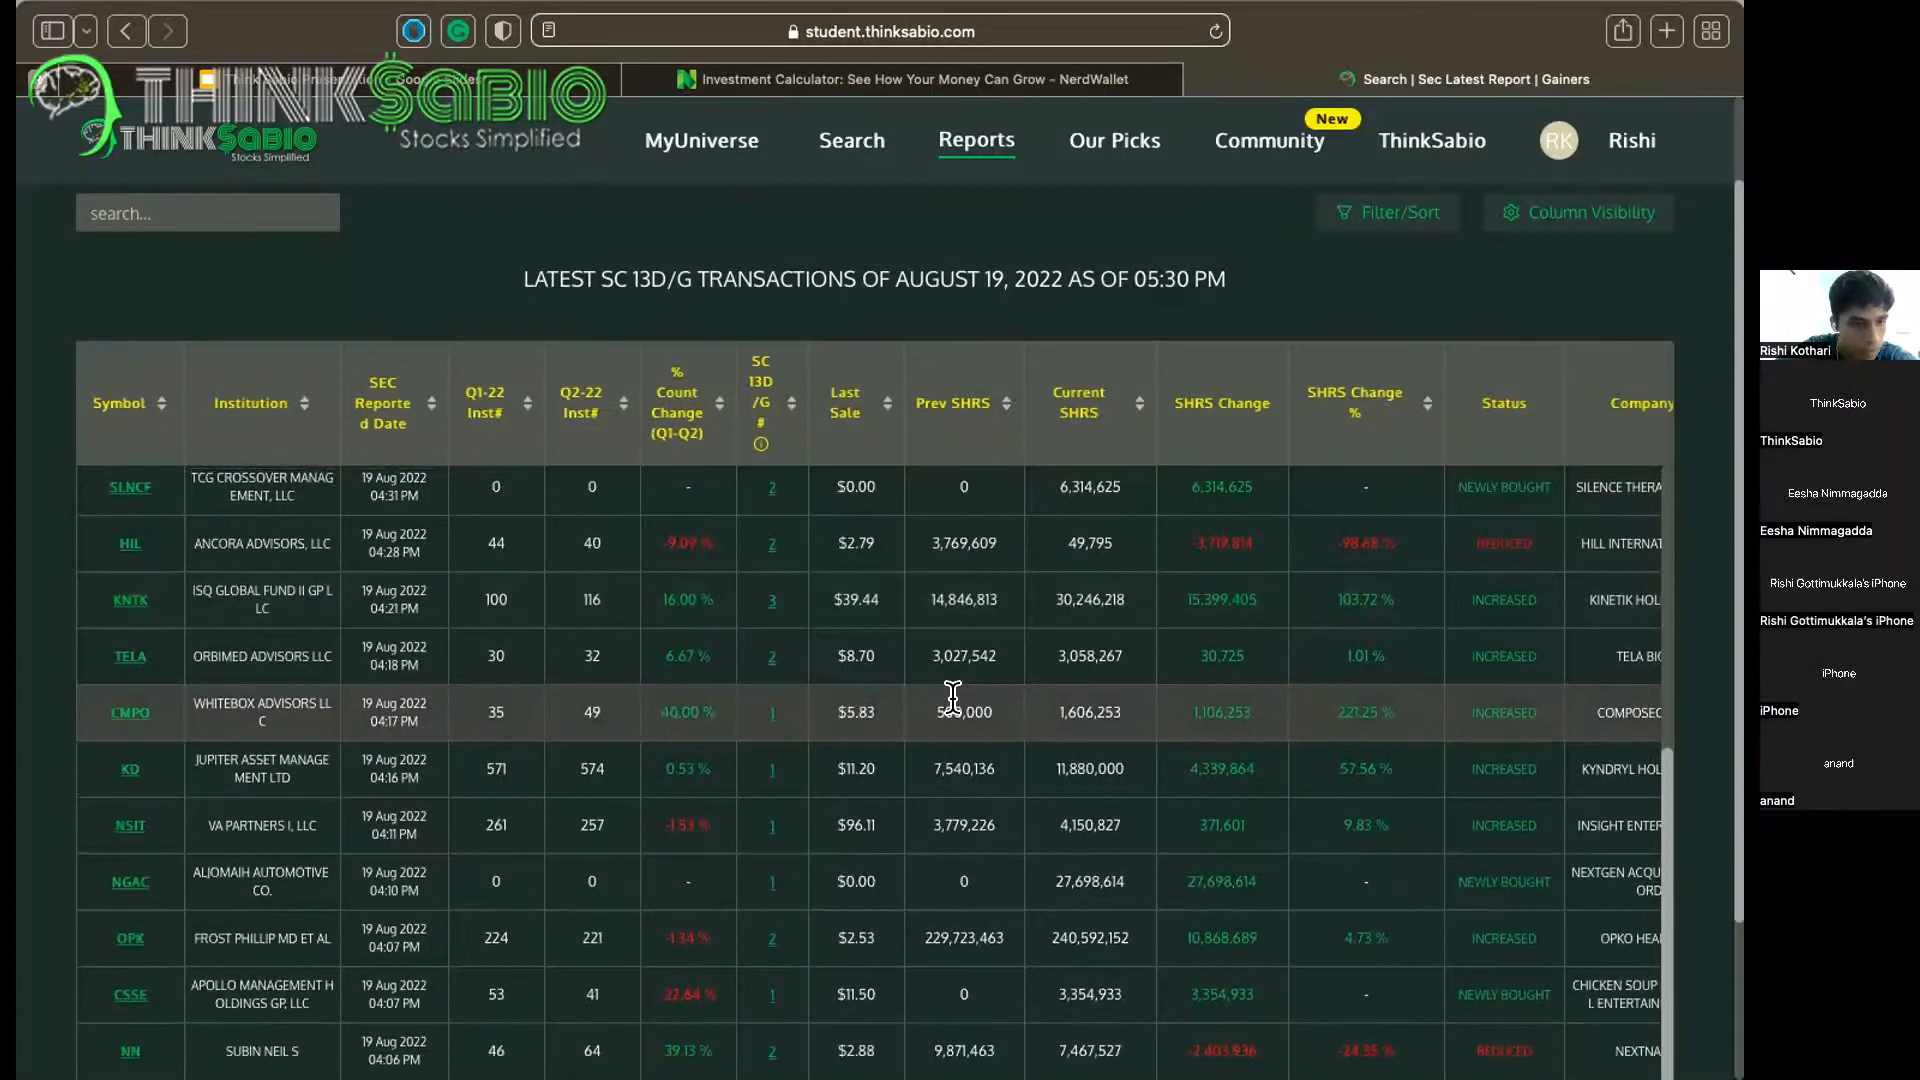 student.thinksabio.com
Investment Calculator: See How Your Money Can Grow – NerdWallet
Search | Sec Latest Report | Gainers
THINK$ABIO
Stocks Simplified
THINK$ABIO
Stocks Simplified
MyUniverse
Search
Reports
Our Picks
Community
New
ThinkSabio
RK
Rishi
search...
Filter/Sort
Column Visibility
LATEST SC 13D/G TRANSACTIONS OF AUGUST 19, 2022 AS OF 05:30 PM
Symbol
Institution
SEC
Reporte
d Date
Q1-22
Inst#
Q2-22
Inst#
%
Count
Change
(Q1-Q2)
SC
13D
/G
#
Last
Sale
Prev SHRS
Current
SHRS
SHRS Change
SHRS Change
%
Status
Company
SLNCF
TCG CROSSOVER MANAG
EMENT, LLC
19 Aug 2022
04:31 PM
0
0
-
2
$0.00
0
6,314,625
6,314,625
-
NEWLY BOUGHT
SILENCE THERA
HIL
ANCORA ADVISORS, LLC
19 Aug 2022
04:28 PM
44
40
-9.09 %
2
$2.79
3,769,609
49,795
-3,719,814
-98.68 %
REDUCED
HILL INTERNAT
KNTK
ISQ GLOBAL FUND II GP L
LC
19 Aug 2022
04:21 PM
100
116
16.00 %
3
$39.44
14,846,813
30,246,218
15,399,405
103.72 %
INCREASED
KINETIK HOL
TELA
ORBIMED ADVISORS LLC
19 Aug 2022
04:18 PM
30
32
6.67 %
2
$8.70
3,027,542
3,058,267
30,725
1.01 %
INCREASED
TELA BIO
CMPO
WHITEBOX ADVISORS LL
C
19 Aug 2022
04:17 PM
35
49
40.00 %
1
$5.83
1,606,253
1,106,253
221.25 %
INCREASED
COMPOSEC
KD
JUPITER ASSET MANAGE
MENT LTD
19 Aug 2022
04:16 PM
571
574
0.53 %
1
$11.20
7,540,136
11,880,000
4,339,864
57.56 %
INCREASED
KYNDRYL HOL
NSIT
VA PARTNERS I, LLC
19 Aug 2022
04:11 PM
261
257
-1.53 %
1
$96.11
3,779,226
4,150,827
371,601
9.83 %
INCREASED
INSIGHT ENTER
NGAC
ALJOMAIH AUTOMOTIVE
CO.
19 Aug 2022
04:10 PM
0
0
-
1
$0.00
0
27,698,614
27,698,614
-
NEWLY BOUGHT
NEXTGEN ACQU
ORD
OPK
FROST PHILLIP MD ET AL
19 Aug 2022
04:07 PM
224
221
-1.34 %
2
$2.53
229,723,463
240,592,152
10,868,689
4.73 %
INCREASED
OPKO HEA
CSSE
APOLLO MANAGEMENT H
OLDINGS GP, LLC
19 Aug 2022
04:07 PM
53
41
-22.64 %
1
$11.50
0
3,354,933
3,354,933
-
NEWLY BOUGHT
CHICKEN SOUP
L ENTERTAIN
NN
SUBIN NEIL S
19 Aug 2022
04:06 PM
46
64
39.13 %
2
$2.88
9,871,463
7,467,527
-2,403,936
-24.35 %
REDUCED
NEXTNA
Rishi Kothari
ThinkSabio
ThinkSabio
Eesha Nimmagadda
Eesha Nimmagadda
Rishi Gottimukkala's iPhone
Rishi Gottimukkala's iPhone
iPhone
iPhone
anand
anand